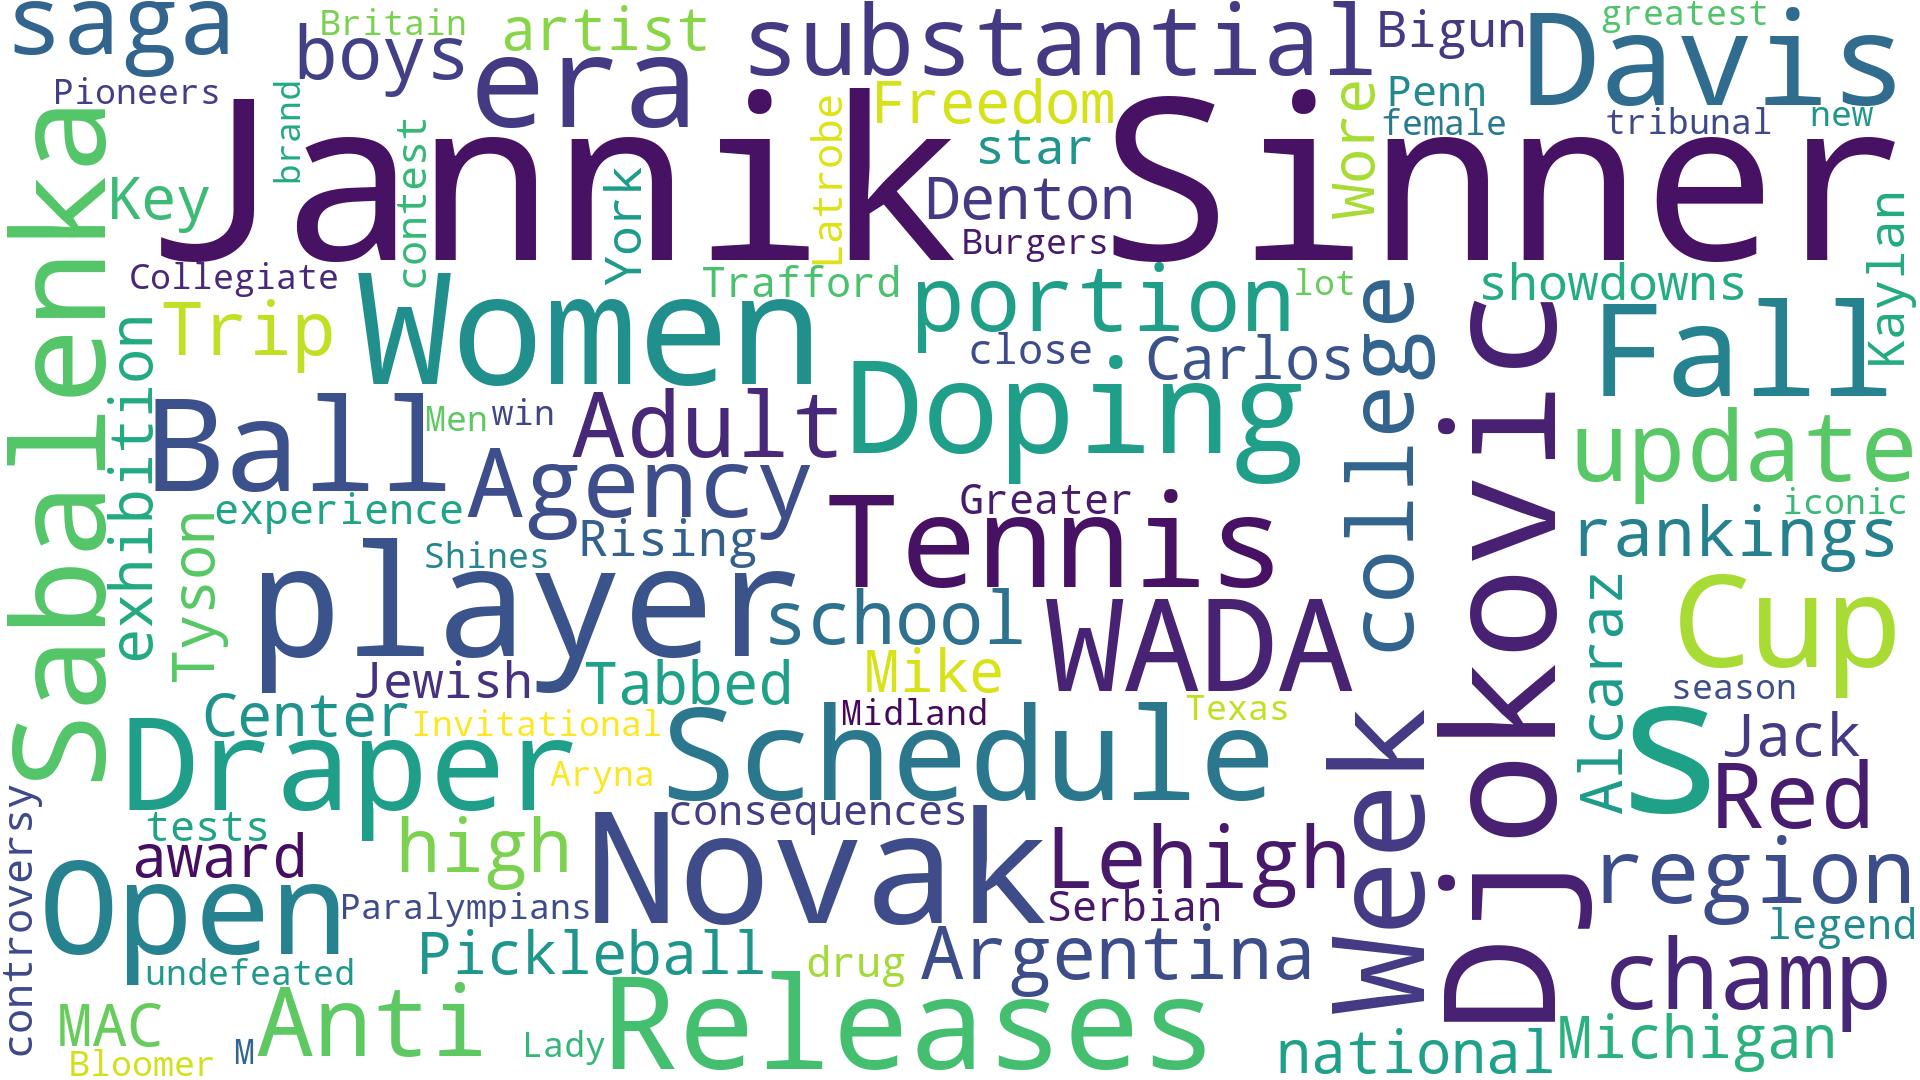 saga
Britain
boys
artist
era
substantial
Bigun
Davis
greatest
Pioneers
brand
contest
Freedom
Latrobe
star
Wore
Penn
female
tribunal
new
Sabalenka
Key
Jannik Sinner
York
Denton
Burgers
Kaylan
Collegiate
Trafford
portion
lot
showdowns
Trip
Women
close
Carlos
college
Djokovic
Fall
exhibition
Ball
Men
win
Adult
Doping
update
experience
Agency
Rising
Greater
Tennis
iconic
rankings
Tyson
Shines
player
school
WADA
Alcaraz
Cup
Jewish
Tabbed
Mike
season
Center
Invitational
Midland
Texas
Week
s
Jack
Draper
Aryna
Schedule
Red
controversy
tests
consequences
award
high
Novak
Lehigh
region
Open
Paralympians
Serbian
legend
undefeated
Pickleball
drug
Argentina
champ
MAC
Anti
Releases
Bloomer
M
Lady
national
Michigan